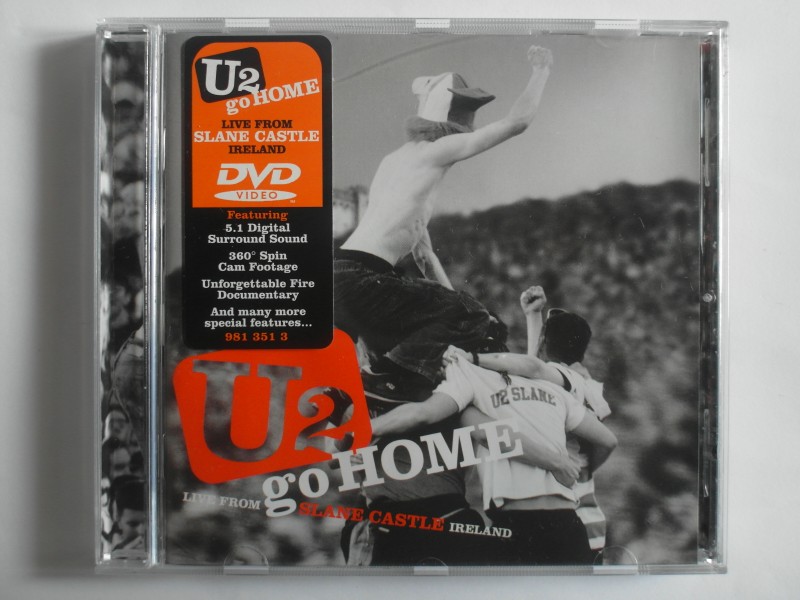 U2
go HOME
LIVE FROM
SLANE CASTLE
IRELAND
DVD
VIDEO
Featuring
5.1 Digital
Surround Sound
360° Spin
Cam Footage
Unforgettable Fire
Documentary
And many more
special features...
981 351 3
U2 SLANE
U2
go HOME
LIVE FROM SLANE CASTLE IRELAND